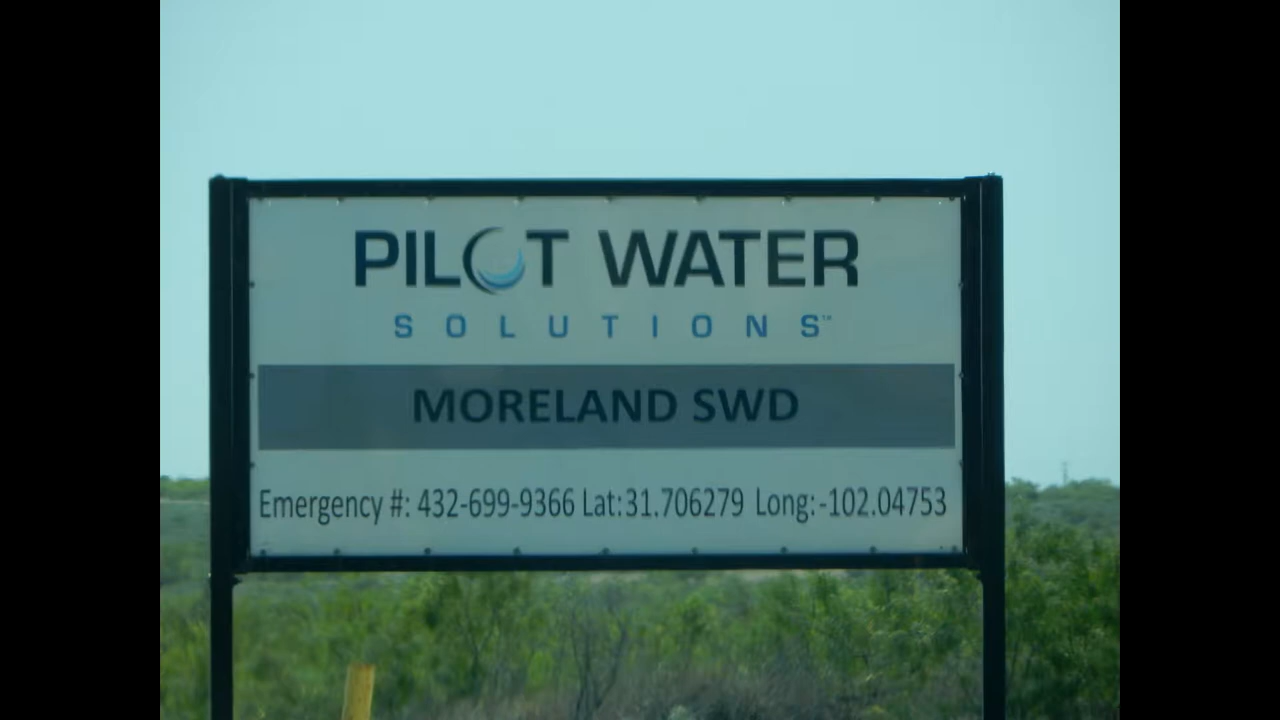 PILOT WATER
SOLUTIONS™
MORELAND SWD
Emergency #: 432-699-9366 Lat:31.706279 Long:-102.04753